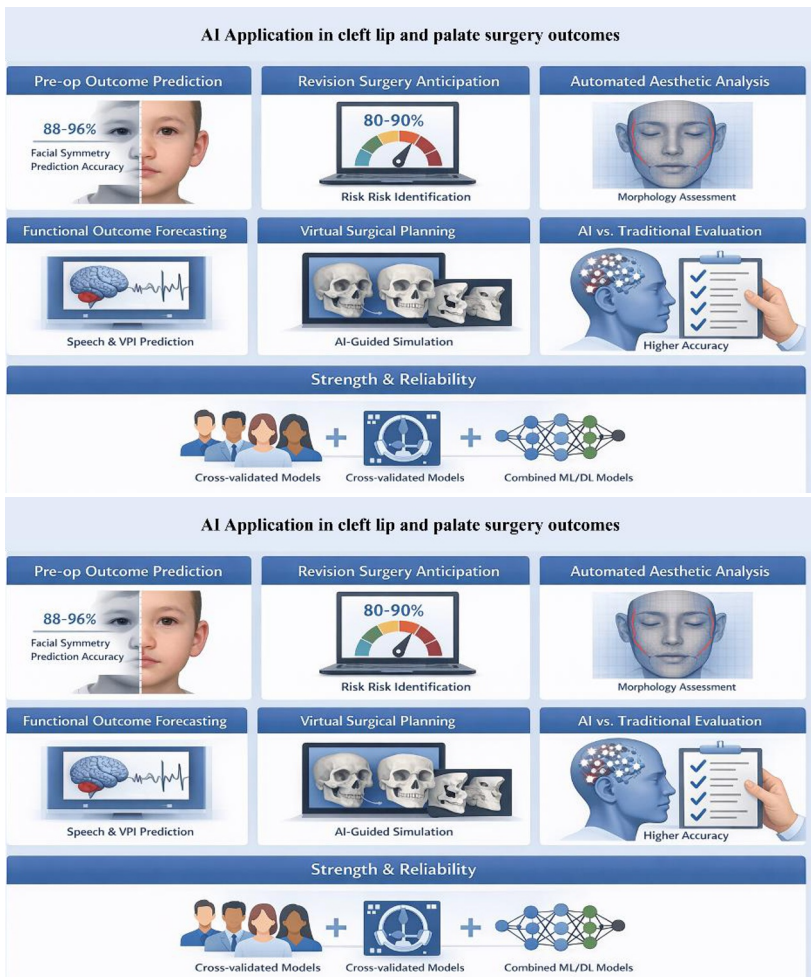 AI Application in cleft lip and palate surgery outcomes
Pre-op Outcome Prediction
88-96%
Facial Symmetry
Prediction Accuracy
Revision Surgery Anticipation
80-90%
Risk Risk Identification
Automated Aesthetic Analysis
Morphology Assessment
Functional Outcome Forecasting
Speech & VPI Prediction
Virtual Surgical Planning
AI-Guided Simulation
AI vs. Traditional Evaluation
Higher Accuracy
Strength & Reliability
Cross-validated Models
Cross-validated Models
Combined ML/DL Models
AI Application in cleft lip and palate surgery outcomes
Pre-op Outcome Prediction
88-96%
Facial Symmetry
Prediction Accuracy
Revision Surgery Anticipation
80-90%
Risk Risk Identification
Automated Aesthetic Analysis
Morphology Assessment
Functional Outcome Forecasting
Speech & VPI Prediction
Virtual Surgical Planning
AI-Guided Simulation
AI vs. Traditional Evaluation
Higher Accuracy
Strength & Reliability
Cross-validated Models
Cross-validated Models
Combined ML/DL Models